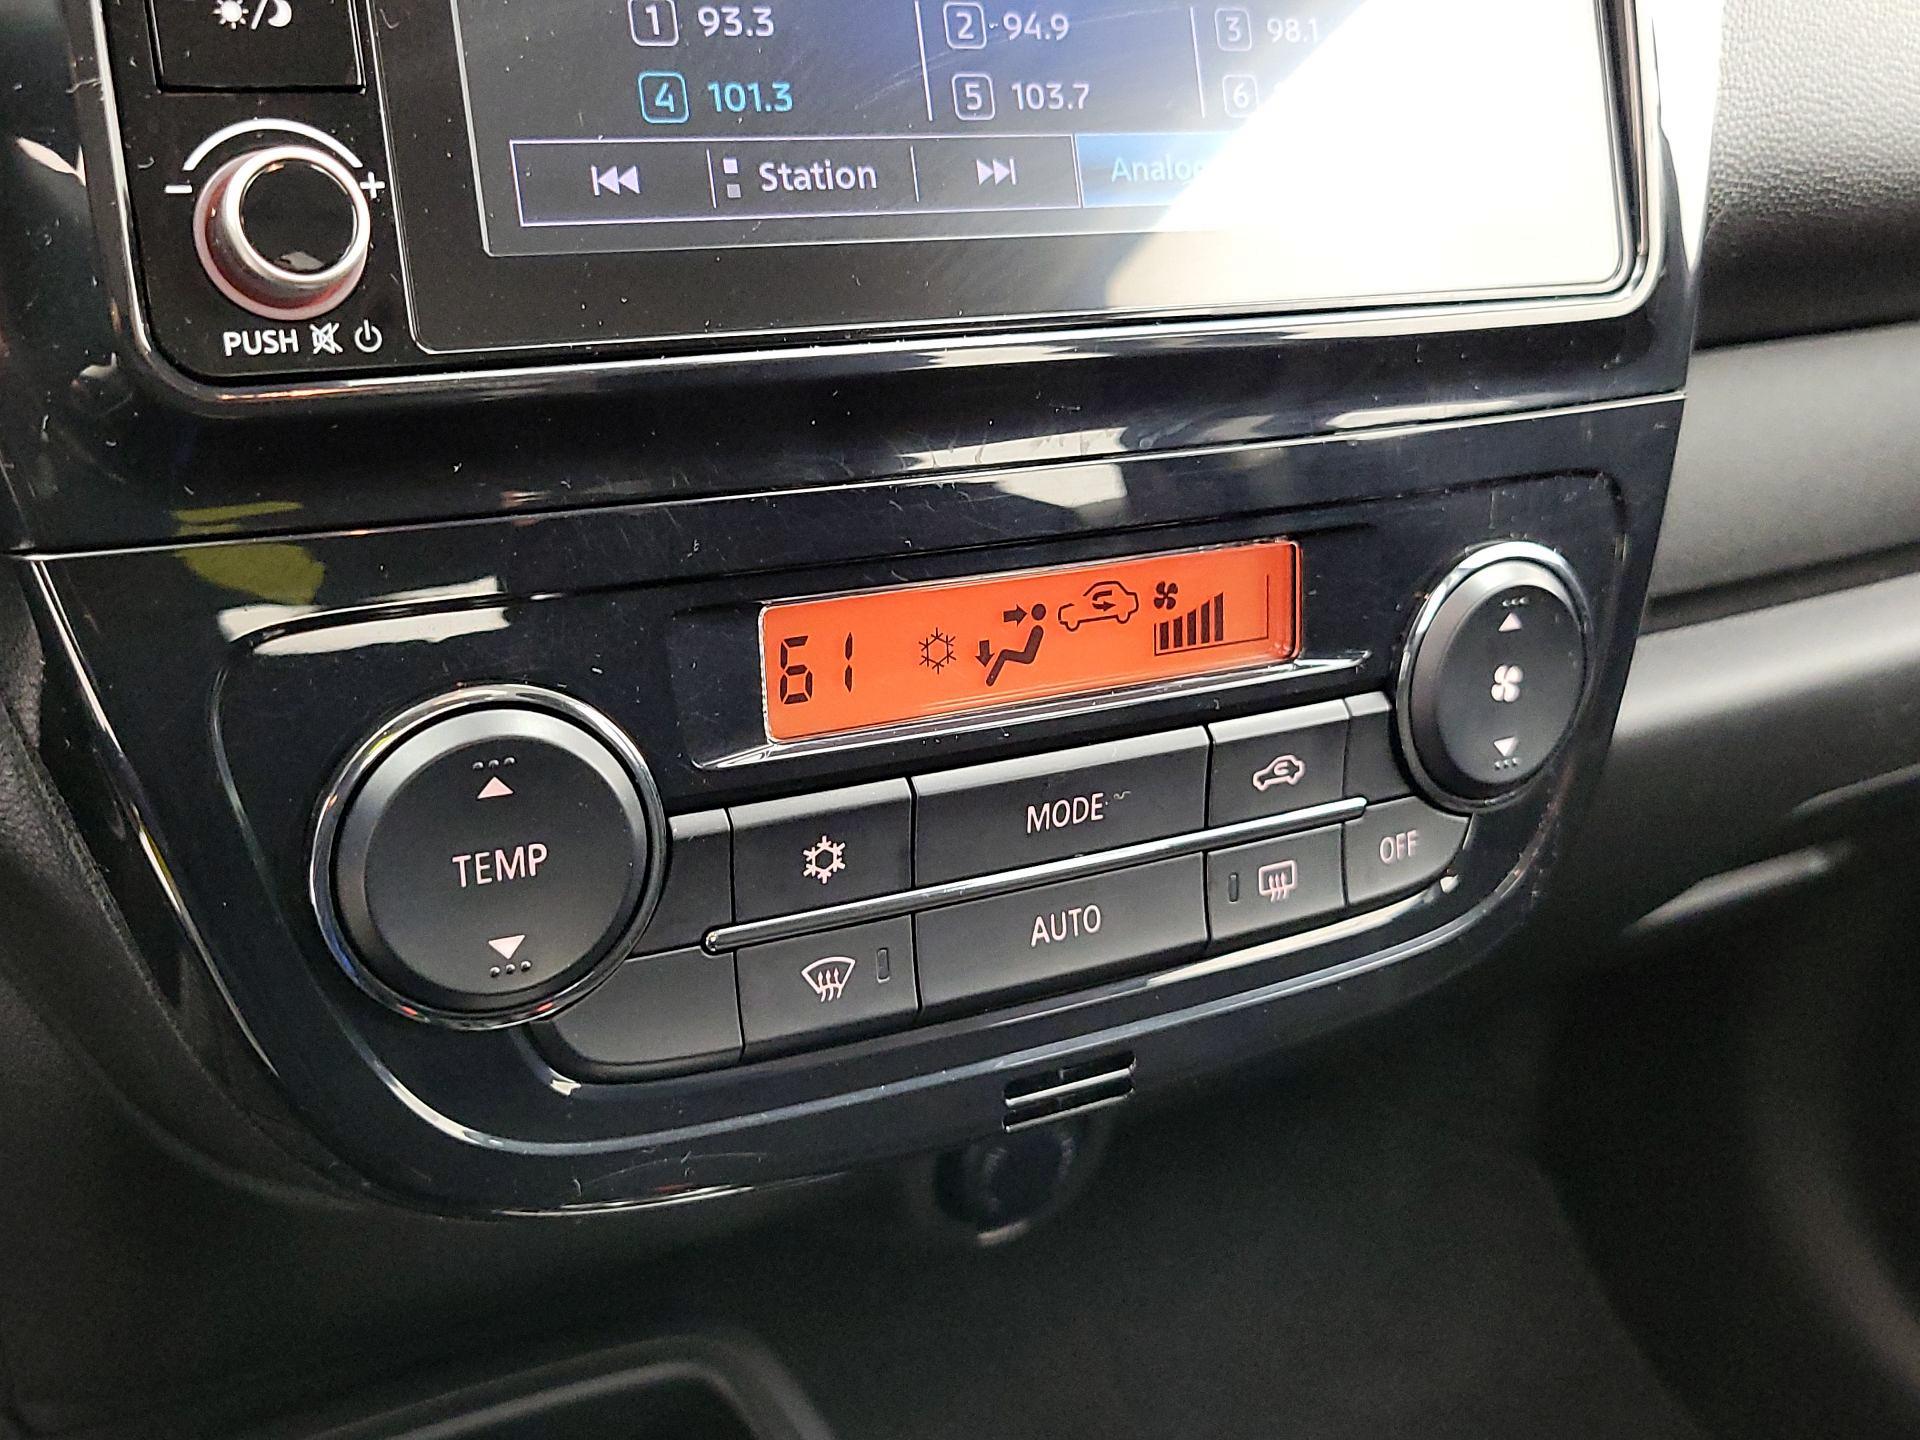 1 93.3 2 94.9 3 98.1
4 101.3 5 103.7 6
Station Analog
- +
PUSH
61
TEMP
MODE
AUTO
OFF